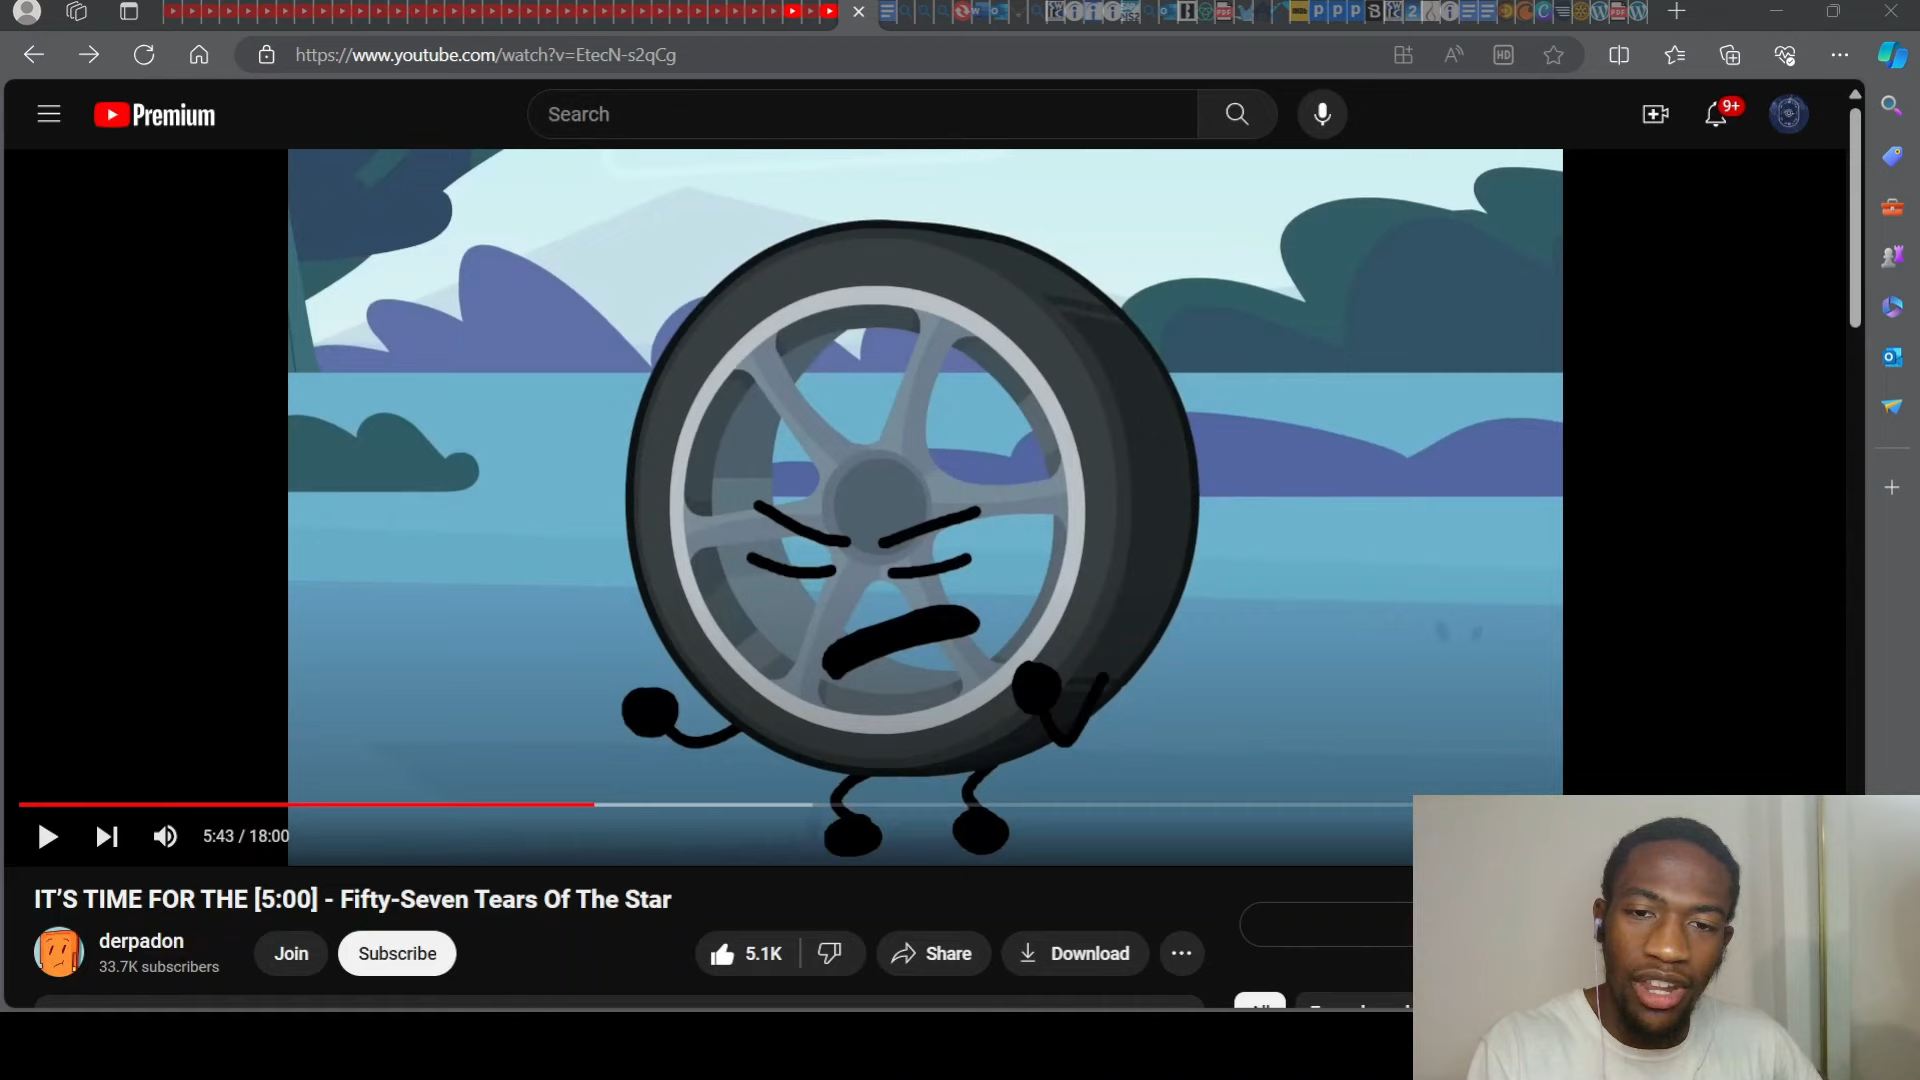 https://www.youtube.com/watch?v=EtecN-s2qCg
HD
Premium
Search
9+
5:43 / 18:00
IT’S TIME FOR THE [5:00] - Fifty-Seven Tears Of The Star
derpadon
33.7K subscribers
Join
Subscribe
5.1K
Share
Download